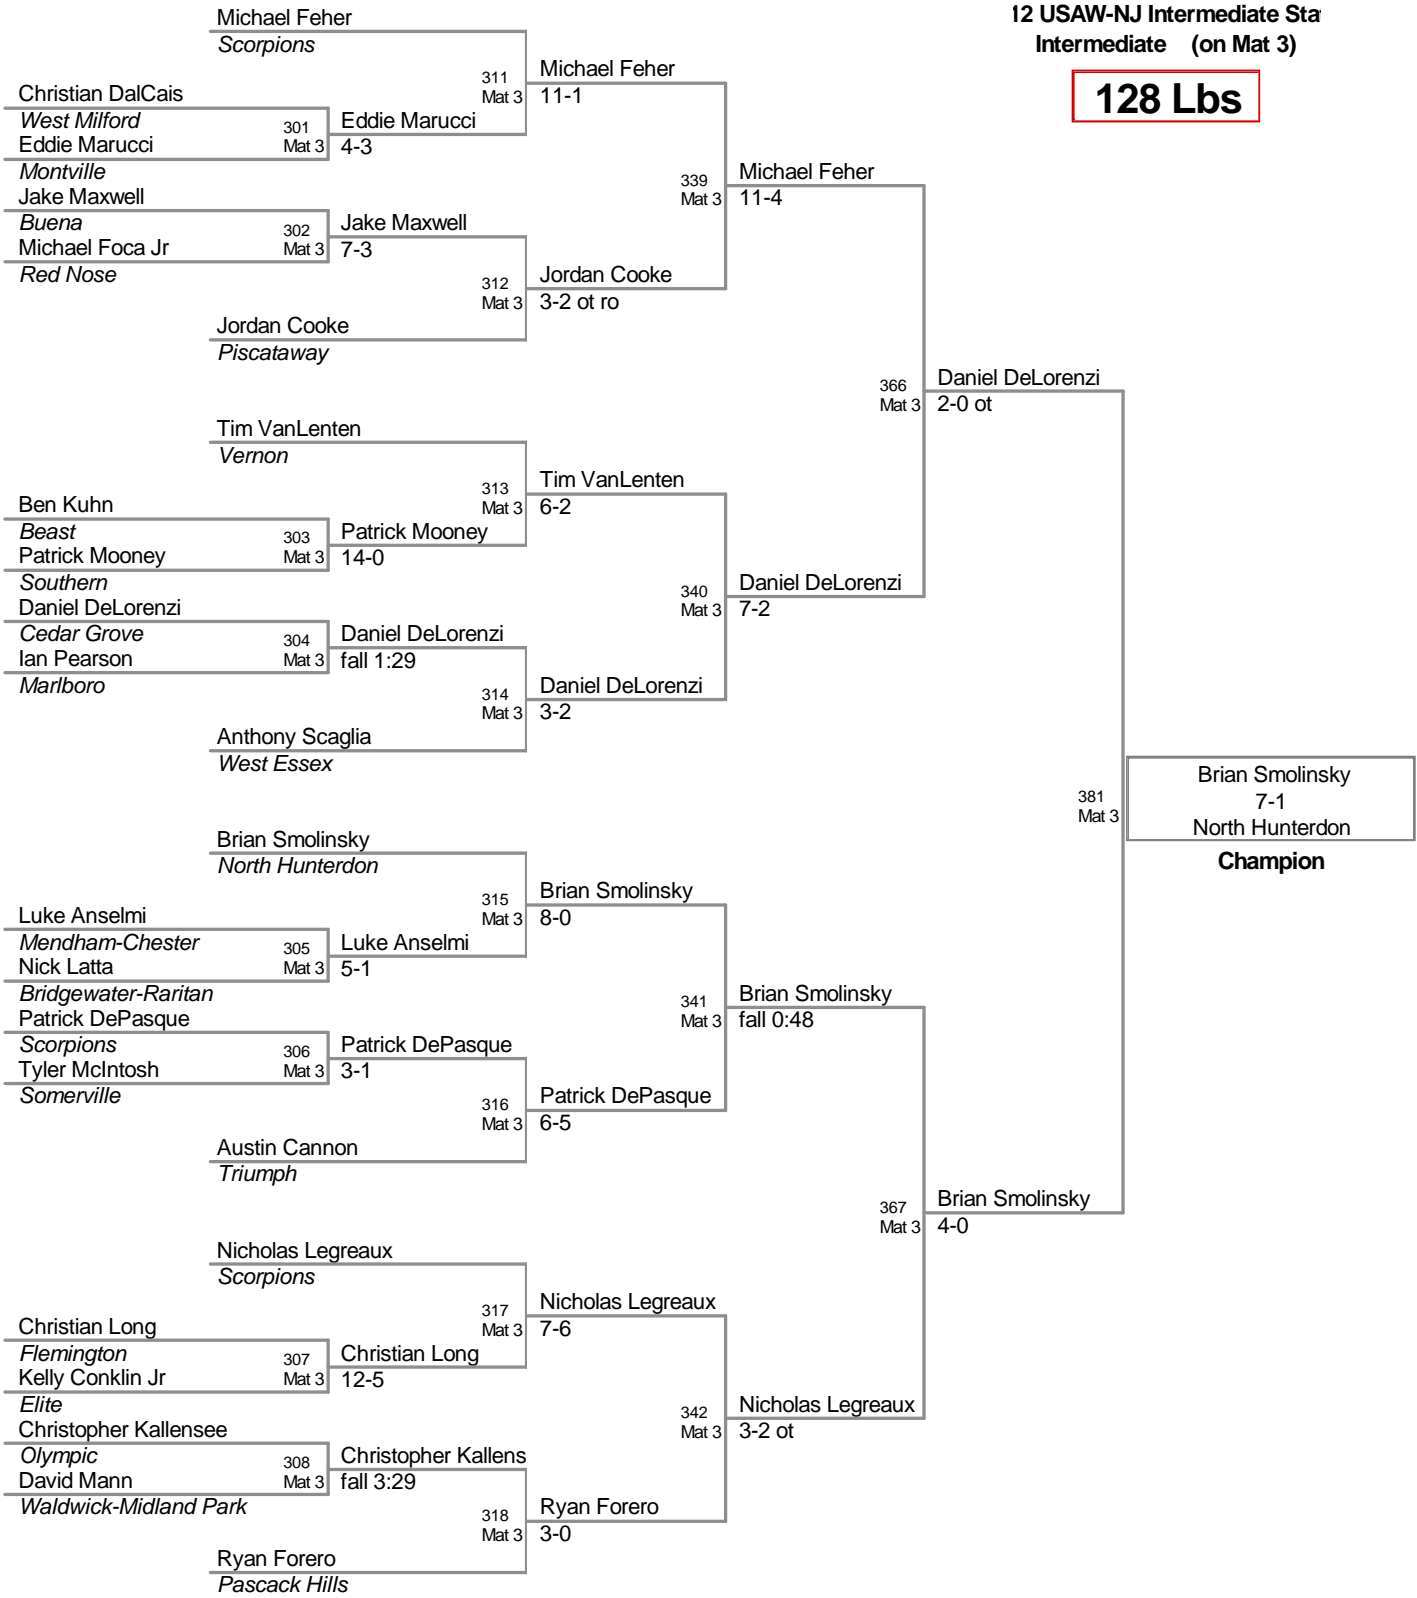 12 USAW-NJ Intermediate Sta
Intermediate (on Mat 3)
128 Lbs
Michael Feher
Scorpions
311
Mat 3
Michael Feher
11-1
Christian DalCais
West Milford
301
Mat 3
Eddie Marucci
4-3
Eddie Marucci
Montville
339
Mat 3
Michael Feher
11-4
Jake Maxwell
Buena
302
Mat 3
Jake Maxwell
7-3
Michael Foca Jr
Red Nose
312
Mat 3
Jordan Cooke
3-2 ot ro
Jordan Cooke
Piscataway
366
Mat 3
Daniel DeLorenzi
2-0 ot
Tim VanLenten
Vernon
313
Mat 3
Tim VanLenten
6-2
Ben Kuhn
Beast
303
Mat 3
Patrick Mooney
14-0
Patrick Mooney
Southern
340
Mat 3
Daniel DeLorenzi
7-2
Daniel DeLorenzi
Cedar Grove
304
Mat 3
Daniel DeLorenzi
fall 1:29
Ian Pearson
Marlboro
314
Mat 3
Daniel DeLorenzi
3-2
Anthony Scaglia
West Essex
381
Mat 3
Brian Smolinsky
7-1
North Hunterdon
Champion
Brian Smolinsky
North Hunterdon
315
Mat 3
Brian Smolinsky
8-0
Luke Anselmi
Mendham-Chester
305
Mat 3
Luke Anselmi
5-1
Nick Latta
Bridgewater-Raritan
341
Mat 3
Brian Smolinsky
fall 0:48
Patrick DePasque
Scorpions
306
Mat 3
Patrick DePasque
3-1
Tyler McIntosh
Somerville
316
Mat 3
Patrick DePasque
6-5
Austin Cannon
Triumph
367
Mat 3
Brian Smolinsky
4-0
Nicholas Legreaux
Scorpions
317
Mat 3
Nicholas Legreaux
7-6
Christian Long
Flemington
307
Mat 3
Christian Long
12-5
Kelly Conklin Jr
Elite
342
Mat 3
Nicholas Legreaux
3-2 ot
Christopher Kallensee
Olympic
308
Mat 3
Christopher Kallens
fall 3:29
David Mann
Waldwick-Midland Park
318
Mat 3
Ryan Forero
3-0
Ryan Forero
Pascack Hills